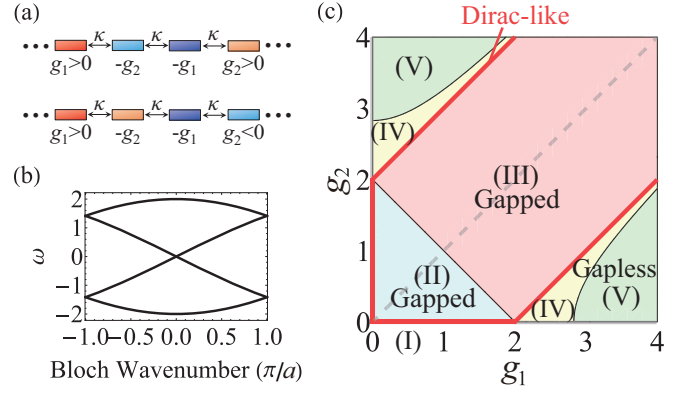 (a)
••• κ κ κ •••
g₁>0 -g₂ -g₁ g₂>0
κ κ κ
••• •••
g₁>0 -g₂ -g₁ g₂<0
(b)
ω
2
1
0
−1
−2
-1.0 -0.5 0.0 0.5 1.0
Bloch Wavenumber (π/a)
(c)
Dirac-like
g₂
4
3
2
1
0
(V)
(IV)
(III)
Gapped
(II)
Gapped
Gapless
(V)
(IV)
0 (I) 1 2 3 4
g₁